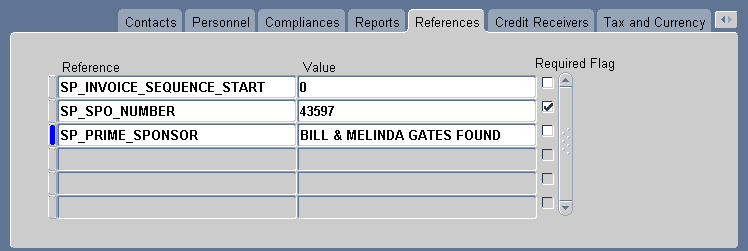 Contacts Personnel Compliances Reports References Credit Receivers Tax and Currency
Reference Value Required Flag
SP_INVOICE_SEQUENCE_START 0
SP_SPO_NUMBER 43597
SP_PRIME_SPONSOR BILL & MELINDA GATES FOUND